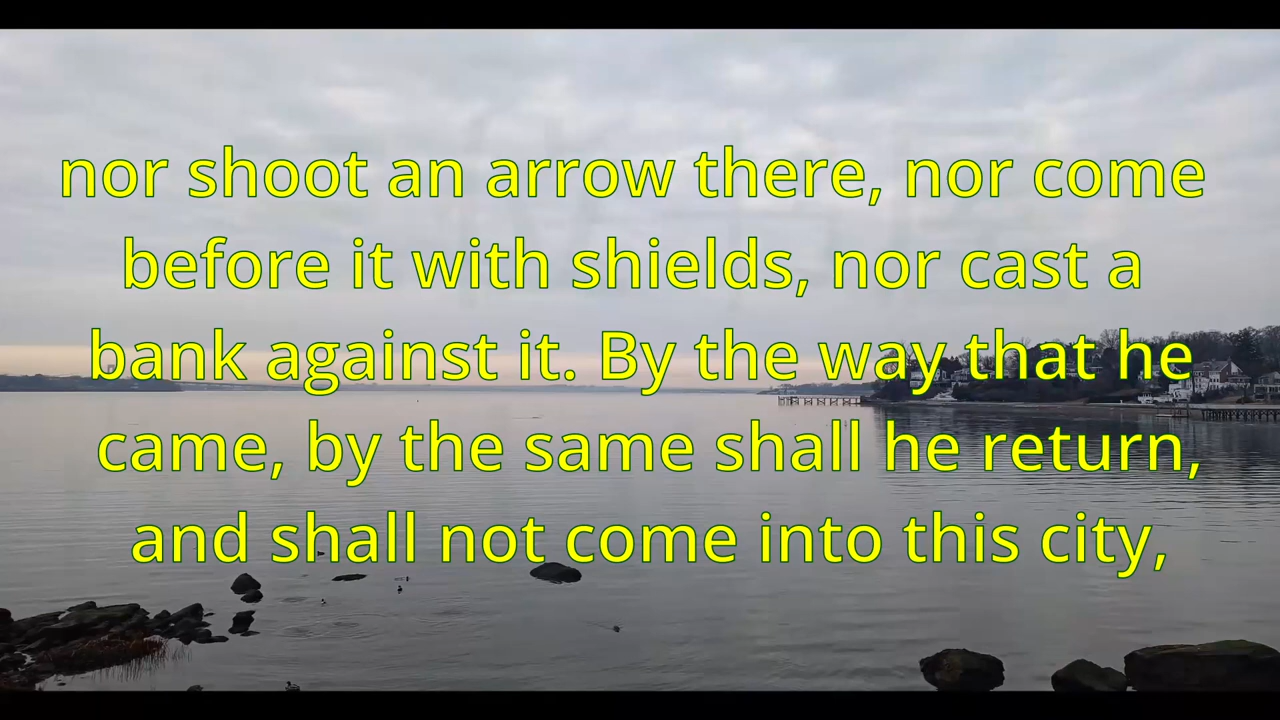 nor shoot an arrow there, nor come
before it with shields, nor cast a
bank against it. By the way that he
came, by the same shall he return,
and shall not come into this city,